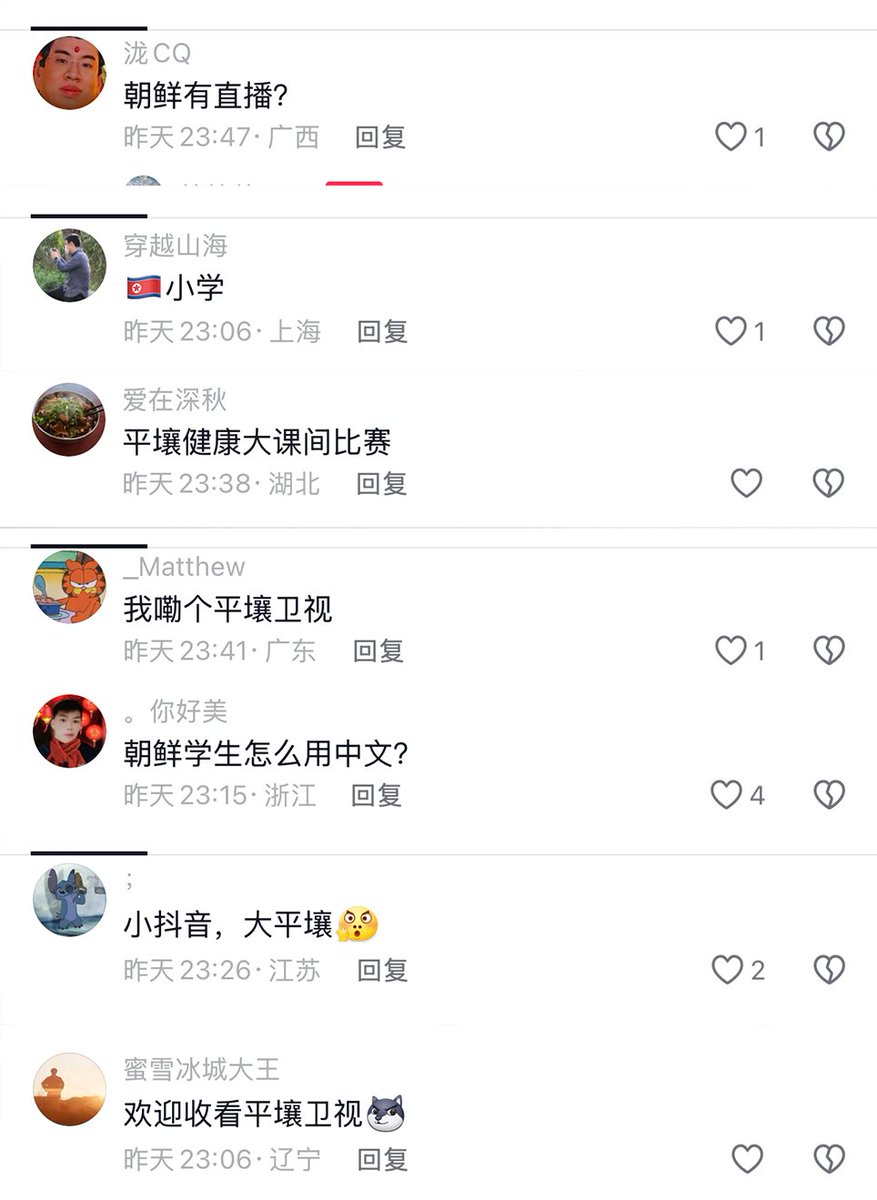 泷CQ
朝鲜有直播?
昨天 23:47· 广西 回复 1
穿越山海
🇰🇵小学
昨天 23:06· 上海 回复 1
爱在深秋
平壤健康大课间比赛
昨天 23:38· 湖北 回复
_Matthew
我嘞个平壤卫视
昨天 23:41· 广东 回复 1
。你好美
朝鲜学生怎么用中文?
昨天 23:15· 浙江 回复 4
;
小抖音，大平壤
昨天 23:26· 江苏 回复 2
蜜雪冰城大王
欢迎收看平壤卫视
昨天 23:06· 辽宁 回复